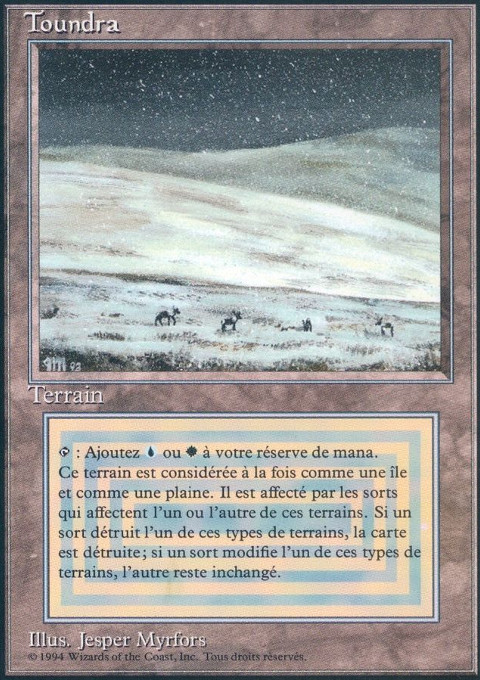 Toundra
JM 93
Terrain
: Ajoutez ou à votre réserve de mana.
Ce terrain est considérée à la fois comme une île
et comme une plaine. Il est affecté par les sorts
qui affectent l'un ou l'autre de ces terrains. Si un
sort détruit l'un de ces types de terrains, la carte
est détruite; si un sort modifie l'un de ces types de
terrains, l'autre reste inchangé.
Illus. Jesper Myrfors
© 1994 Wizards of the Coast, Inc. Tous droits réservés.